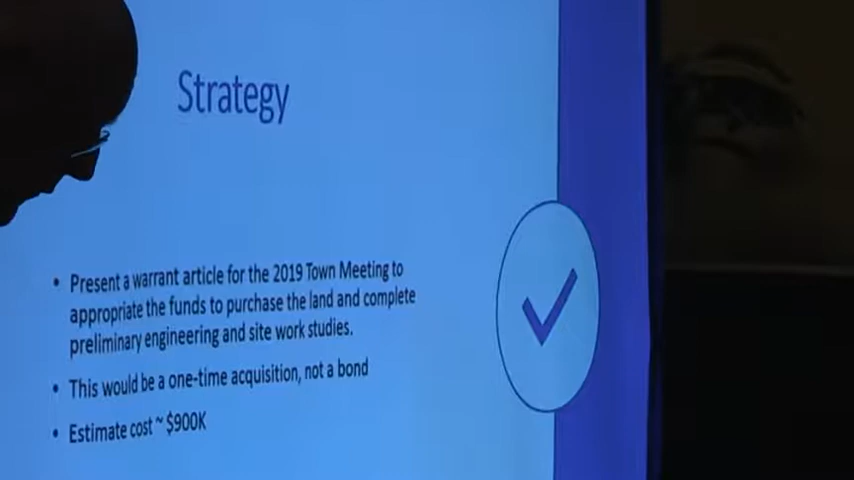 Strategy
• Present a warrant article for the 2019 Town Meeting to
appropriate the funds to purchase the land and complete
preliminary engineering and site work studies.
• This would be a one-time acquisition, not a bond
• Estimate cost ~ $900K